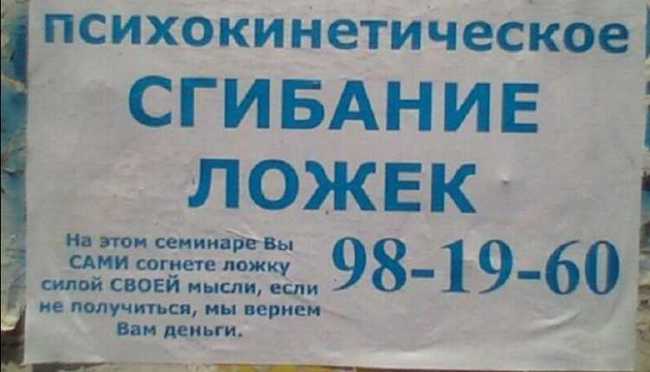 ПСИХОКИНЕТИЧЕСКОЕ
СГИБАНИЕ
ЛОЖЕК
На этом семинаре Вы
САМИ согнете ложку
силой СВОЕЙ мысли, если
не получиться, мы вернем
Вам деньги.
98-19-60